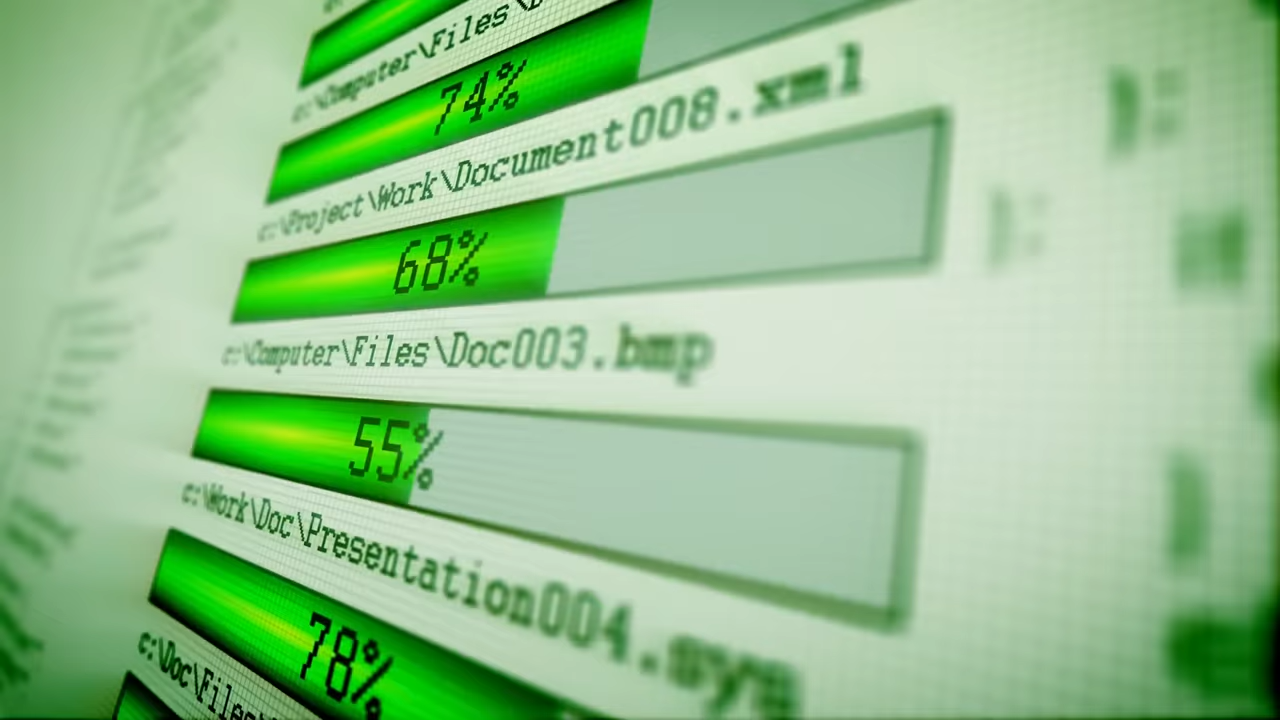 c:\Computer\Files\
74%
c:\Project\Work\Document008.xml
68%
c:\Computer\Files\Doc003.bmp
55%
c:\Work\Doc\Presentation004.sys
78%
c:\Doc\Files\